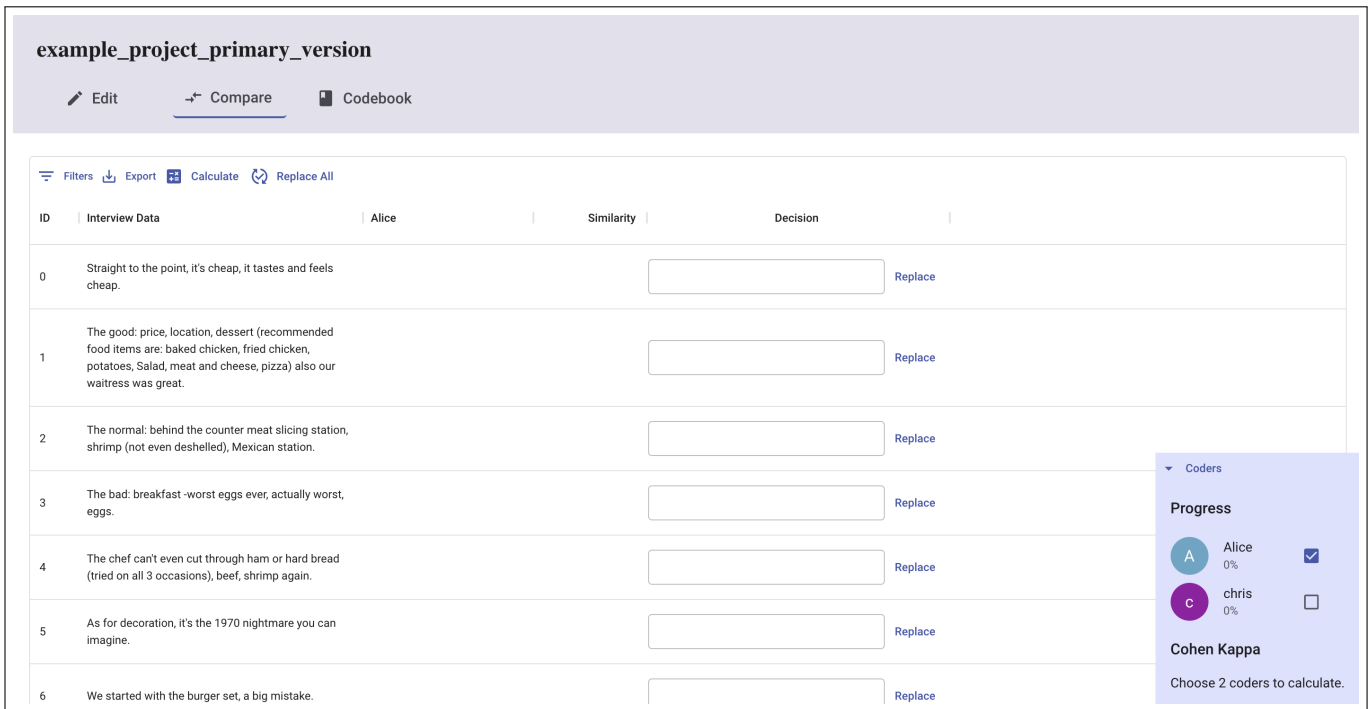 example_project_primary_version
Edit
Compare
Codebook
Filters
Export
Calculate
Replace All
ID
Interview Data
Alice
Similarity
Decision
0
Straight to the point, it's cheap, it tastes and feels
cheap.
Replace
1
The good: price, location, dessert (recommended
food items are: baked chicken, fried chicken,
potatoes, Salad, meat and cheese, pizza) also our
waitress was great.
Replace
2
The normal: behind the counter meat slicing station,
shrimp (not even deshelled), Mexican station.
Replace
3
The bad: breakfast -worst eggs ever, actually worst,
eggs.
Replace
4
The chef can't even cut through ham or hard bread
(tried on all 3 occasions), beef, shrimp again.
Replace
5
As for decoration, it's the 1970 nightmare you can
imagine.
Replace
6
We started with the burger set, a big mistake.
Replace
Coders
Progress
A
Alice
0%
c
chris
0%
Cohen Kappa
Choose 2 coders to calculate.